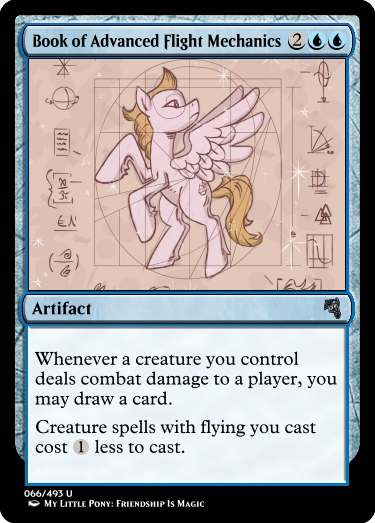 Book of Advanced Flight Mechanics 2
Artifact
Whenever a creature you control
deals combat damage to a player, you
may draw a card.
Creature spells with flying you cast
cost 1 less to cast.
066/493 U
My Little Pony: Friendship Is Magic